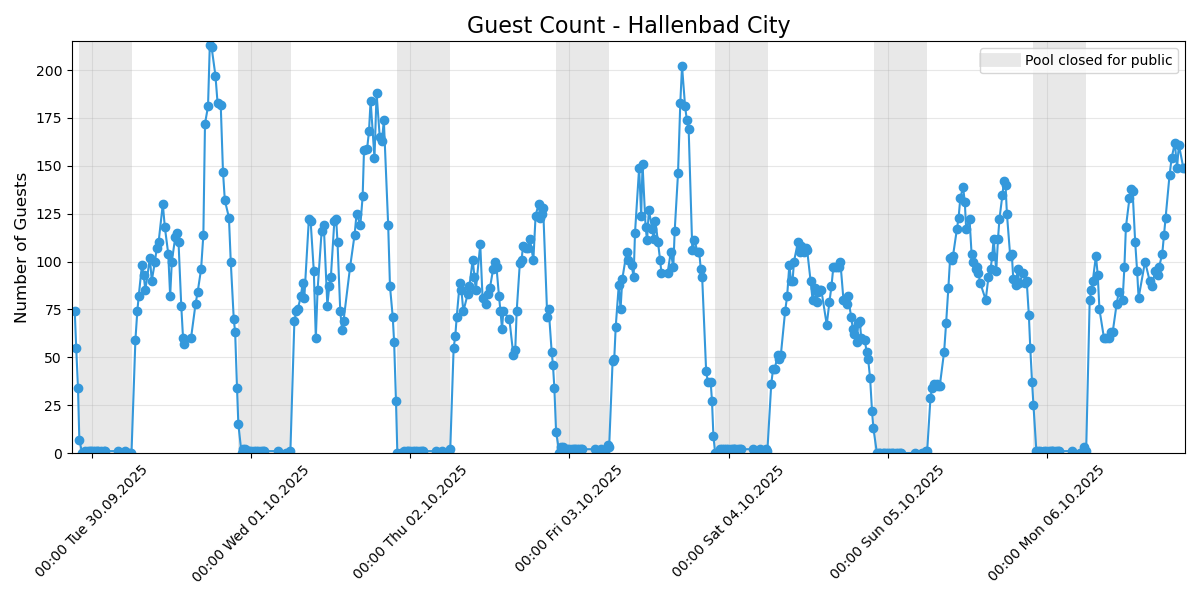 Guest Count - Hallenbad City
Pool closed for public
Number of Guests
200
175
150
125
100
75
50
25
0
00:00 Tue 30.09.2025
00:00 Wed 01.10.2025
00:00 Thu 02.10.2025
00:00 Fri 03.10.2025
00:00 Sat 04.10.2025
00:00 Sun 05.10.2025
00:00 Mon 06.10.2025